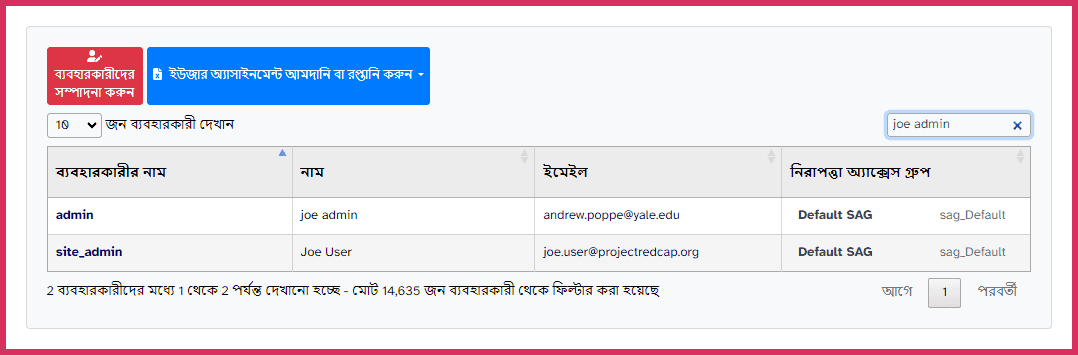 ব্যবহারকারীদের
সম্পাদনা করুন
ইউজার অ্যাসাইনমেন্ট আমদানি বা রপ্তানি করুন
10 জন ব্যবহারকারী দেখান
joe admin
ব্যবহারকারীর নাম নাম ইমেইল নিরাপত্তা অ্যাক্সেস গ্রুপ
admin joe admin andrew.poppe@yale.edu Default SAG sag_Default
site_admin Joe User joe.user@projectredcap.org Default SAG sag_Default
2 ব্যবহারকারীদের মধ্যে 1 থেকে 2 পর্যন্ত দেখানো হচ্ছে - মোট 14,635 জন ব্যবহারকারী থেকে ফিল্টার করা হয়েছে আগে 1 পরবর্তী